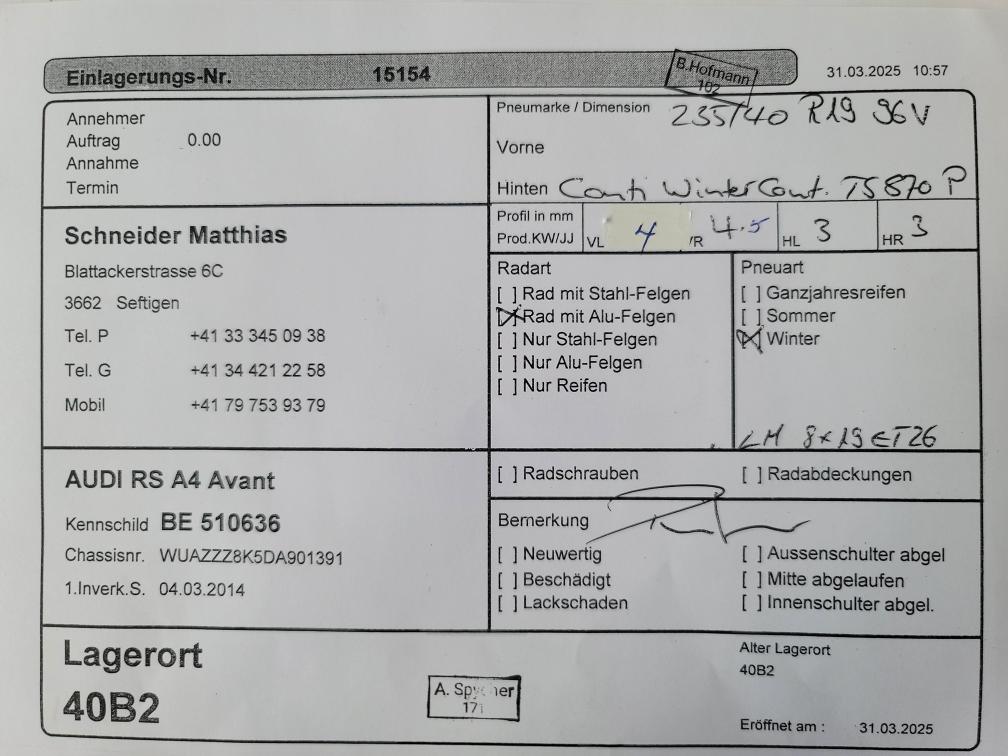 Einlagerungs-Nr. 15154
B.Hofmann
102
31.03.2025 10:57
Annehmer
Auftrag 0.00
Annahme
Termin
Pneumarke / Dimension 235/40 R19 96V
Vorne
Hinten Conti WinterCont. TS870 P
Profil in mm
Prod.KW/JJ VL 4 VR 4.5 HL 3 HR 3
Schneider Matthias
Blattackerstrasse 6C
3662 Seftigen
Tel. P +41 33 345 09 38
Tel. G +41 34 421 22 58
Mobil +41 79 753 93 79
Radart
[ ] Rad mit Stahl-Felgen
[X] Rad mit Alu-Felgen
[ ] Nur Stahl-Felgen
[ ] Nur Alu-Felgen
[ ] Nur Reifen
Pneuart
[ ] Ganzjahresreifen
[ ] Sommer
[X] Winter
LM 8x19 ET26
AUDI RS A4 Avant
Kennschild BE 510636
Chassisnr. WUAZZZ8K5DA901391
1.Inverk.S. 04.03.2014
[ ] Radschrauben [ ] Radabdeckungen
Bemerkung
[ ] Neuwertig [ ] Aussenschulter abgel
[ ] Beschädigt [ ] Mitte abgelaufen
[ ] Lackschaden [ ] Innenschulter abgel.
Lagerort
40B2
A. Spycher
171
Alter Lagerort
40B2
Eröffnet am : 31.03.2025